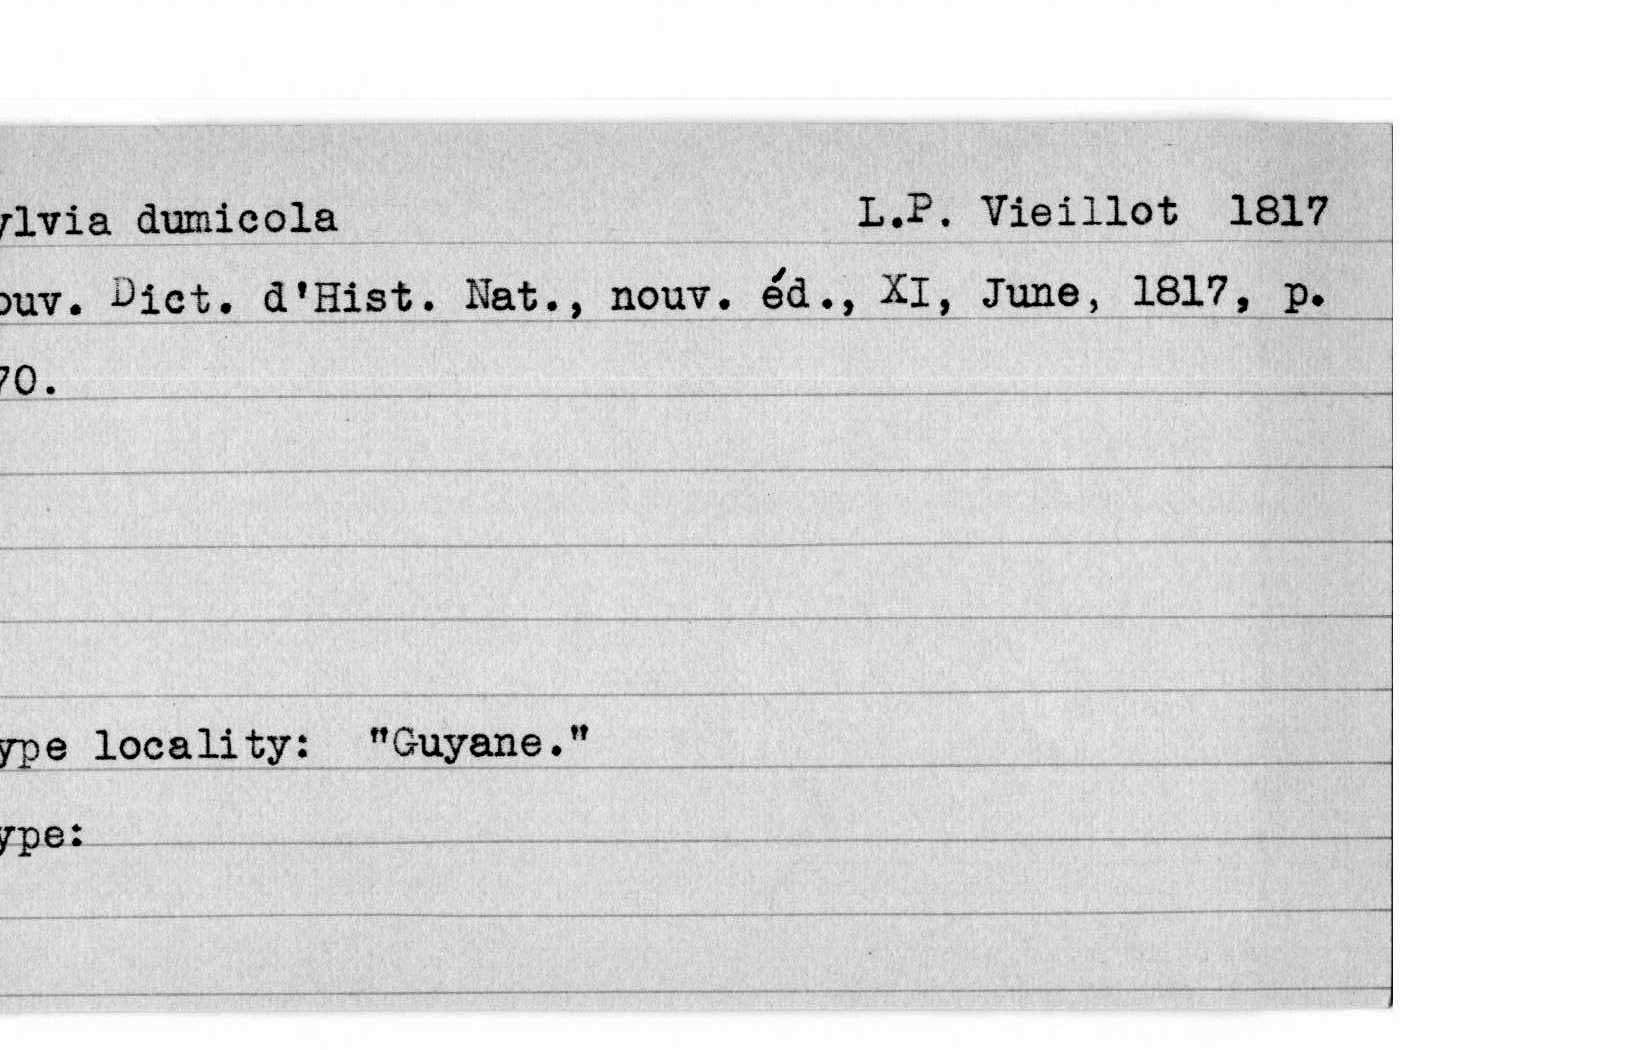 ylvia dumicola L.P. Vieillot 1817
ouv. Dict. d'Hist. Nat., nouv. éd., XI, June, 1817, p.
70.
ype locality: "Guyane."
ype: